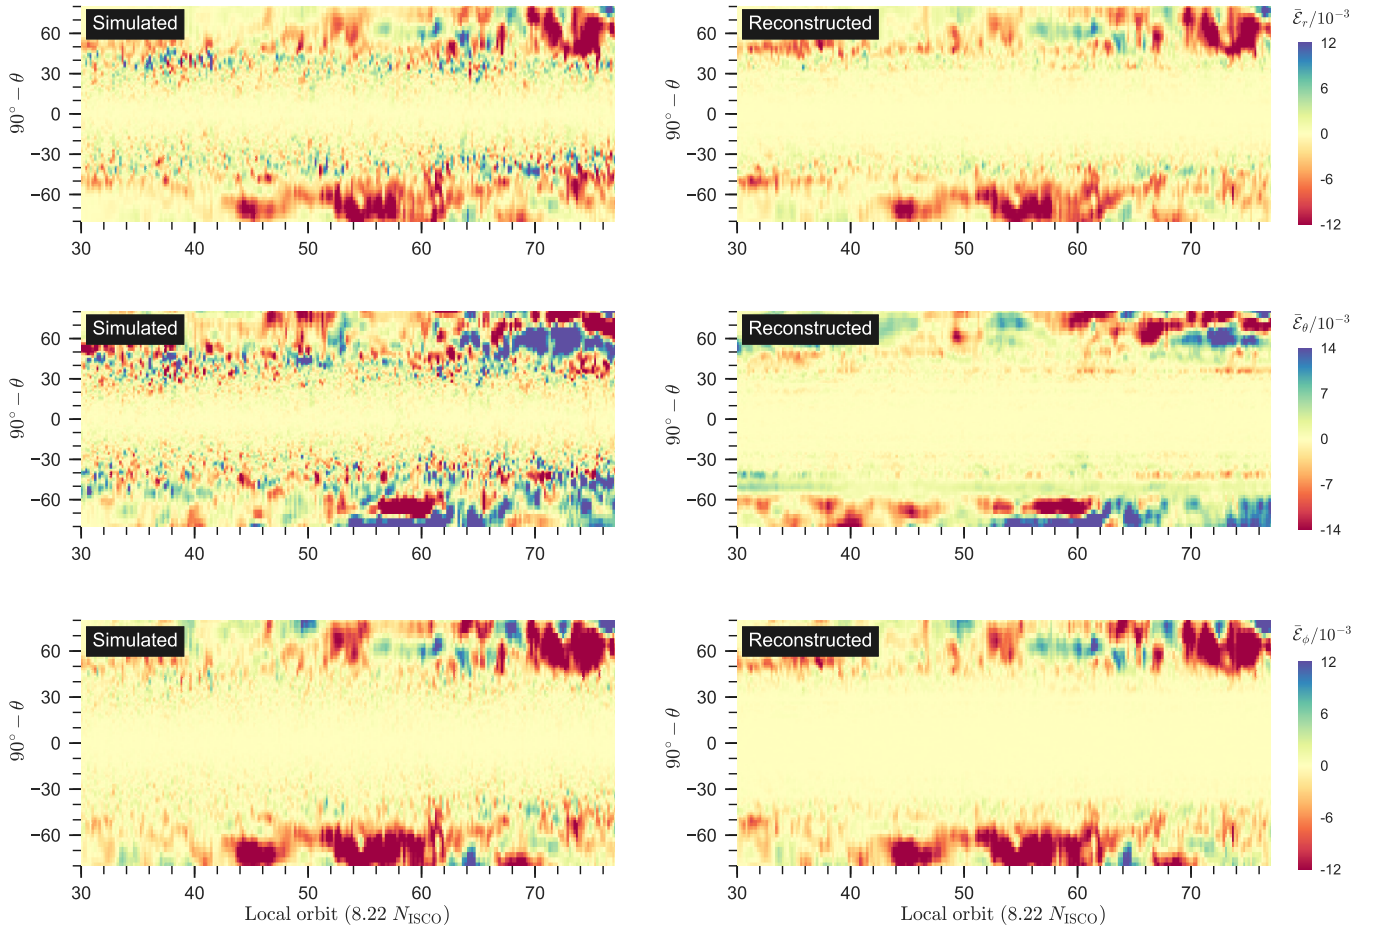 Simulated
60
30
0
−30
−60
90° − θ
30 40 50 60 70
Reconstructed
60
30
0
−30
−60
90° − θ
30 40 50 60 70
ℰ̄_r/10⁻³
12
6
0
-6
-12
Simulated
60
30
0
−30
−60
90° − θ
30 40 50 60 70
Reconstructed
60
30
0
−30
−60
90° − θ
30 40 50 60 70
ℰ̄_θ/10⁻³
14
7
0
-7
-14
Simulated
60
30
0
−30
−60
90° − θ
30 40 50 60 70
Local orbit (8.22 N_ISCO)
Reconstructed
60
30
0
−30
−60
90° − θ
30 40 50 60 70
Local orbit (8.22 N_ISCO)
ℰ̄_ϕ/10⁻³
12
6
0
-6
-12